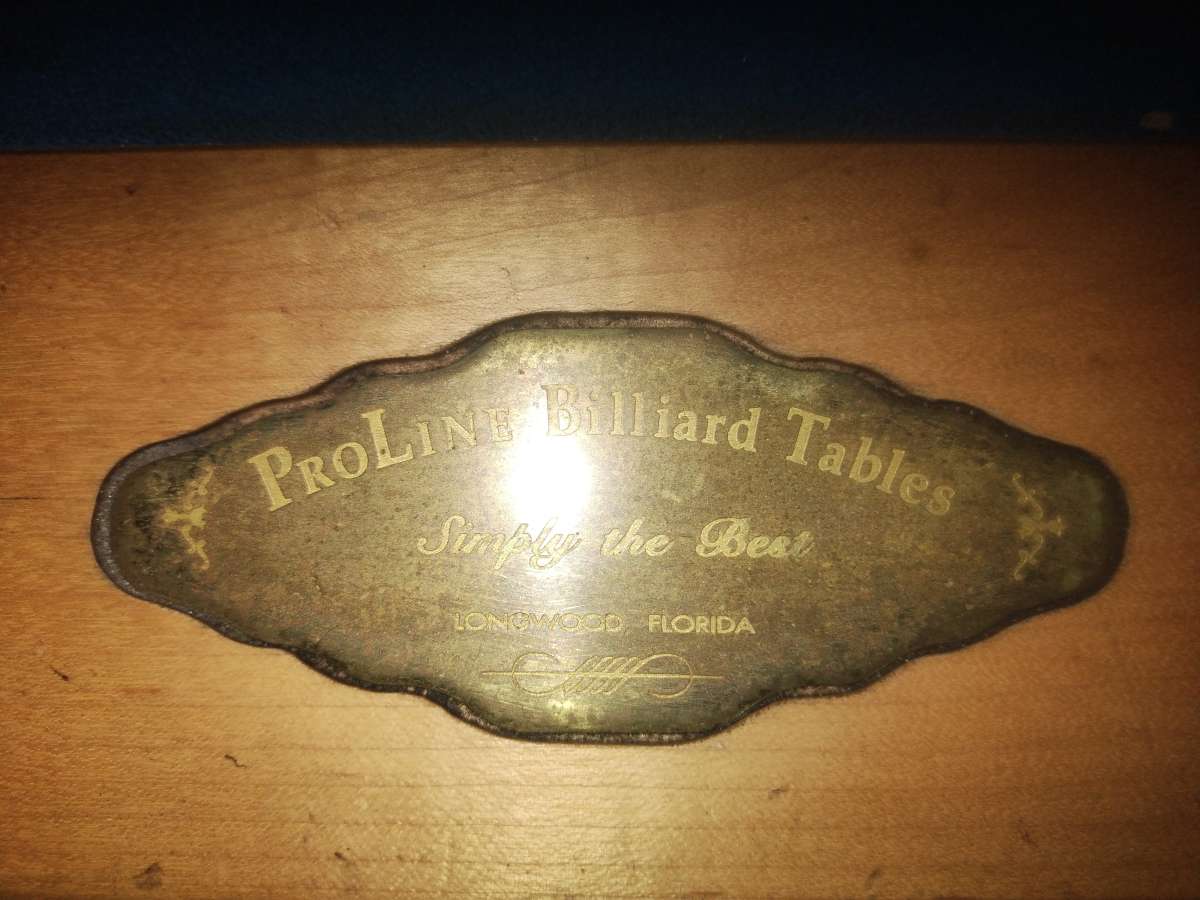 PROLINE Billiard Tables
Simply the Best
LONGWOOD, FLORIDA